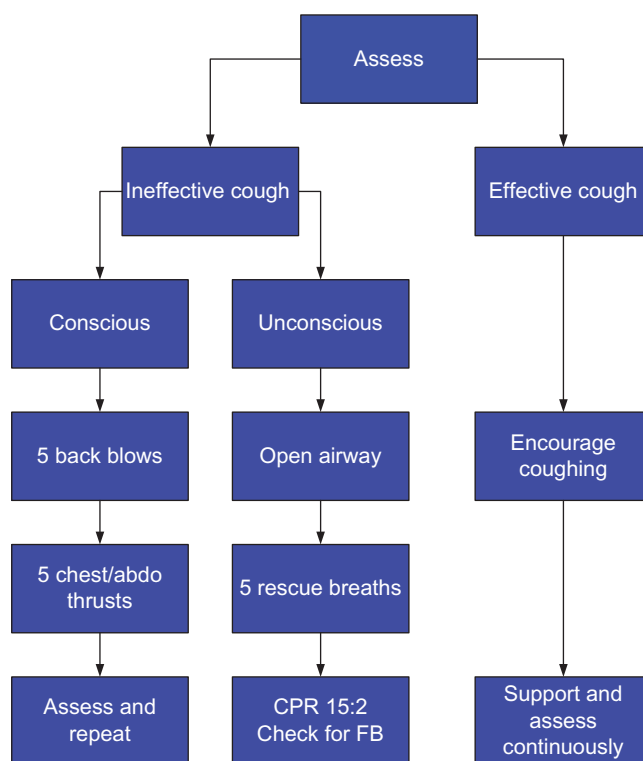 Assess
Ineffective cough
Effective cough
Conscious
Unconscious
5 back blows
Open airway
Encourage
coughing
5 chest/abdo
thrusts
5 rescue breaths
Assess and
repeat
CPR 15:2
Check for FB
Support and
assess
continuously